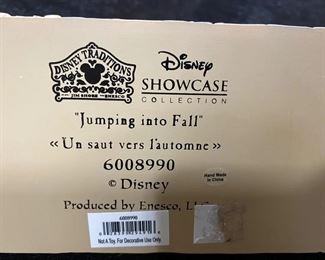 DISNEY TRADITIONS
JIM SHORE ENESCO
Disney
SHOWCASE
COLLECTION
"Jumping into Fall"
« Un saut vers l'automne »
6008990
© Disney
Hand Made
in China
Produced by Enesco, LLC
6008990
Not A Toy. For Decorative Use Only.